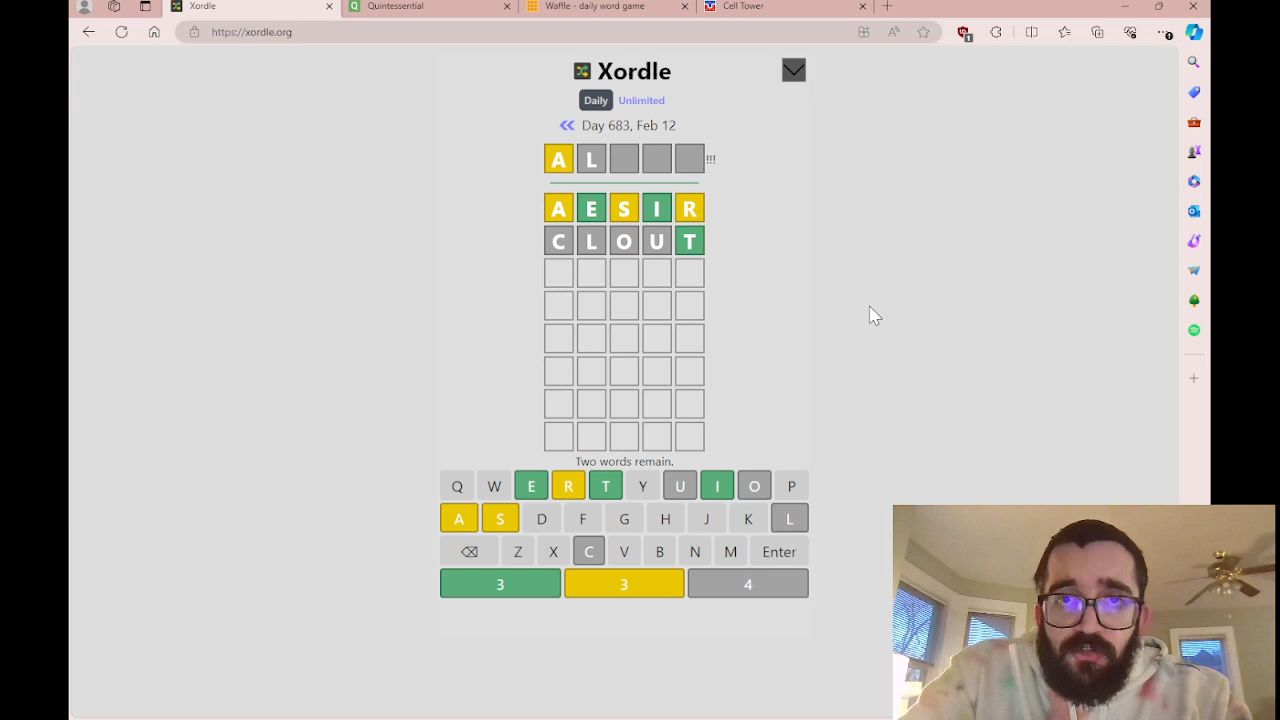 Xordle
Quintessential
Waffle - daily word game
Cell Tower
https://xordle.org
1
Xordle
Daily Unlimited
Day 683, Feb 12
A L !!!
A E S I R
C L O U T
Two words remain.
Q W E R T Y U I O P
A S D F G H J K L
⌫ Z X C V B N M Enter
3 3 4